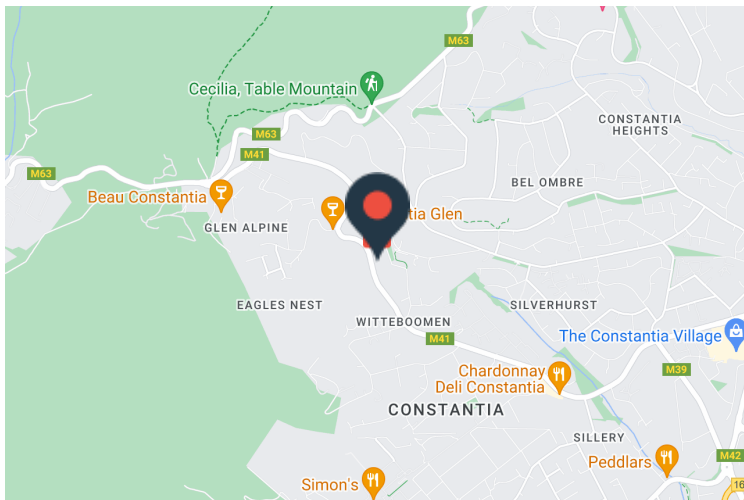 M63
Cecilia, Table Mountain
CONSTANTIA
HEIGHTS
M63
M41
M63
BEL OMBRE
Beau Constantia
tia Glen
GLEN ALPINE
EAGLES NEST
SILVERHURST
WITTEBOOMEN
The Constantia Village
M41
Chardonnay
Deli Constantia
M39
CONSTANTIA
SILLERY
Peddlars
M42
Simon's
16